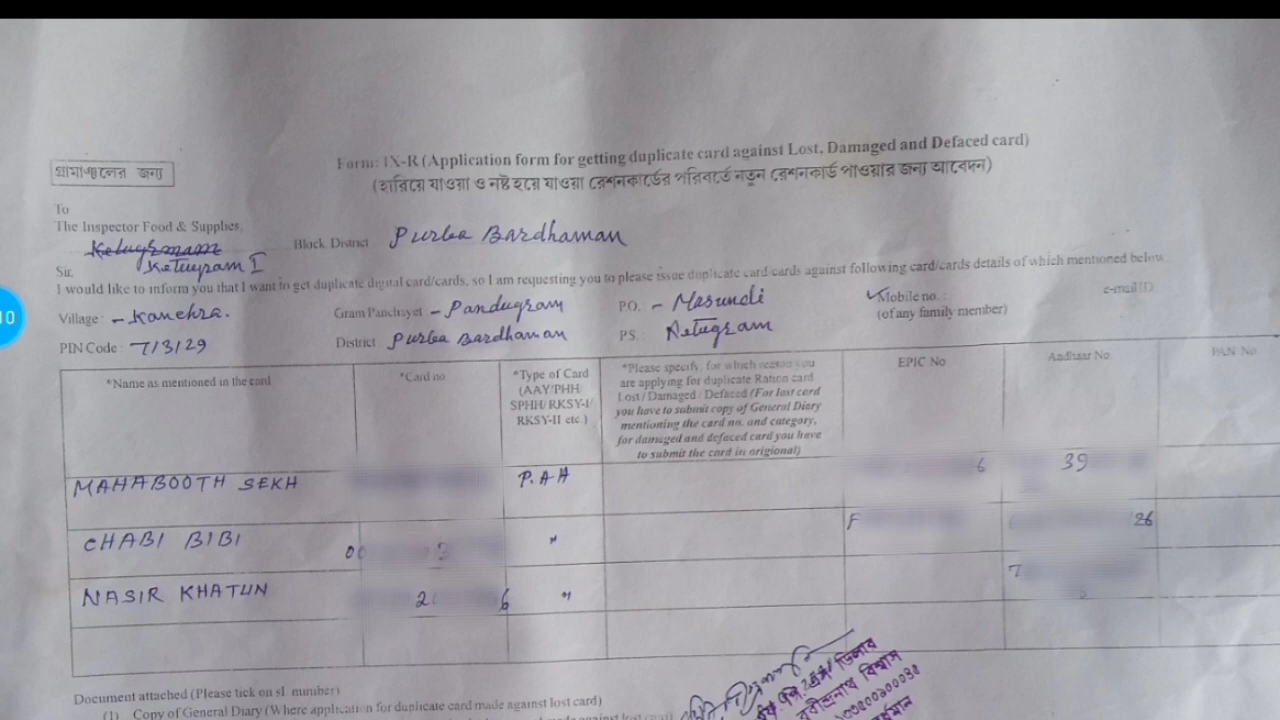 গ্রামাঞ্চলের জন্য
Form: IX-R (Application form for getting duplicate card against Lost, Damaged and Defaced card)
(হারিয়ে যাওয়া ও নষ্ট হয়ে যাওয়া রেশনকার্ডের পরিবর্তে নতুন রেশনকার্ড পাওয়ার জন্য আবেদন)
To
The Inspector Food & Supplies,
Block District Purba Bardhaman
Ketugram I
Sir,
I would like to inform you that I want to get duplicate digital card/cards, so I am requesting you to please issue duplicate card cards against following card/cards details of which mentioned below
Village: - Kanehra. Gram Panchayet - Pandugram P.O. - Masundi Mobile no. : e-mail ID
(of any family member)
PIN Code : 713129 District Purba Bardhaman PS: Ketugram
*Name as mentioned in the card
*Card no
*Type of Card
(AAY/PHH
SPHH/RKSY-I/
RKSY-II etc.)
*Please specify, for which reason you
are applying for duplicate Ration card
Lost / Damaged / Defaced (For lost card
you have to submit copy of General Diary
mentioning the card no. and category,
for damaged and defaced card you have
to submit the card in origional)
EPIC No
Aadhaar No
PAN No
MAHABOOTH SEKH P.AH 6 39
CHABI BIBI 00 3 " F 26
NASIR KHATUN 2 6 " 7
Document attached (Please tick on sl. number)
(1) Copy of General Diary (Where application for duplicate card made against lost card)
ডিলার
রবীন্দ্রনাথ বিশ্বাস
10